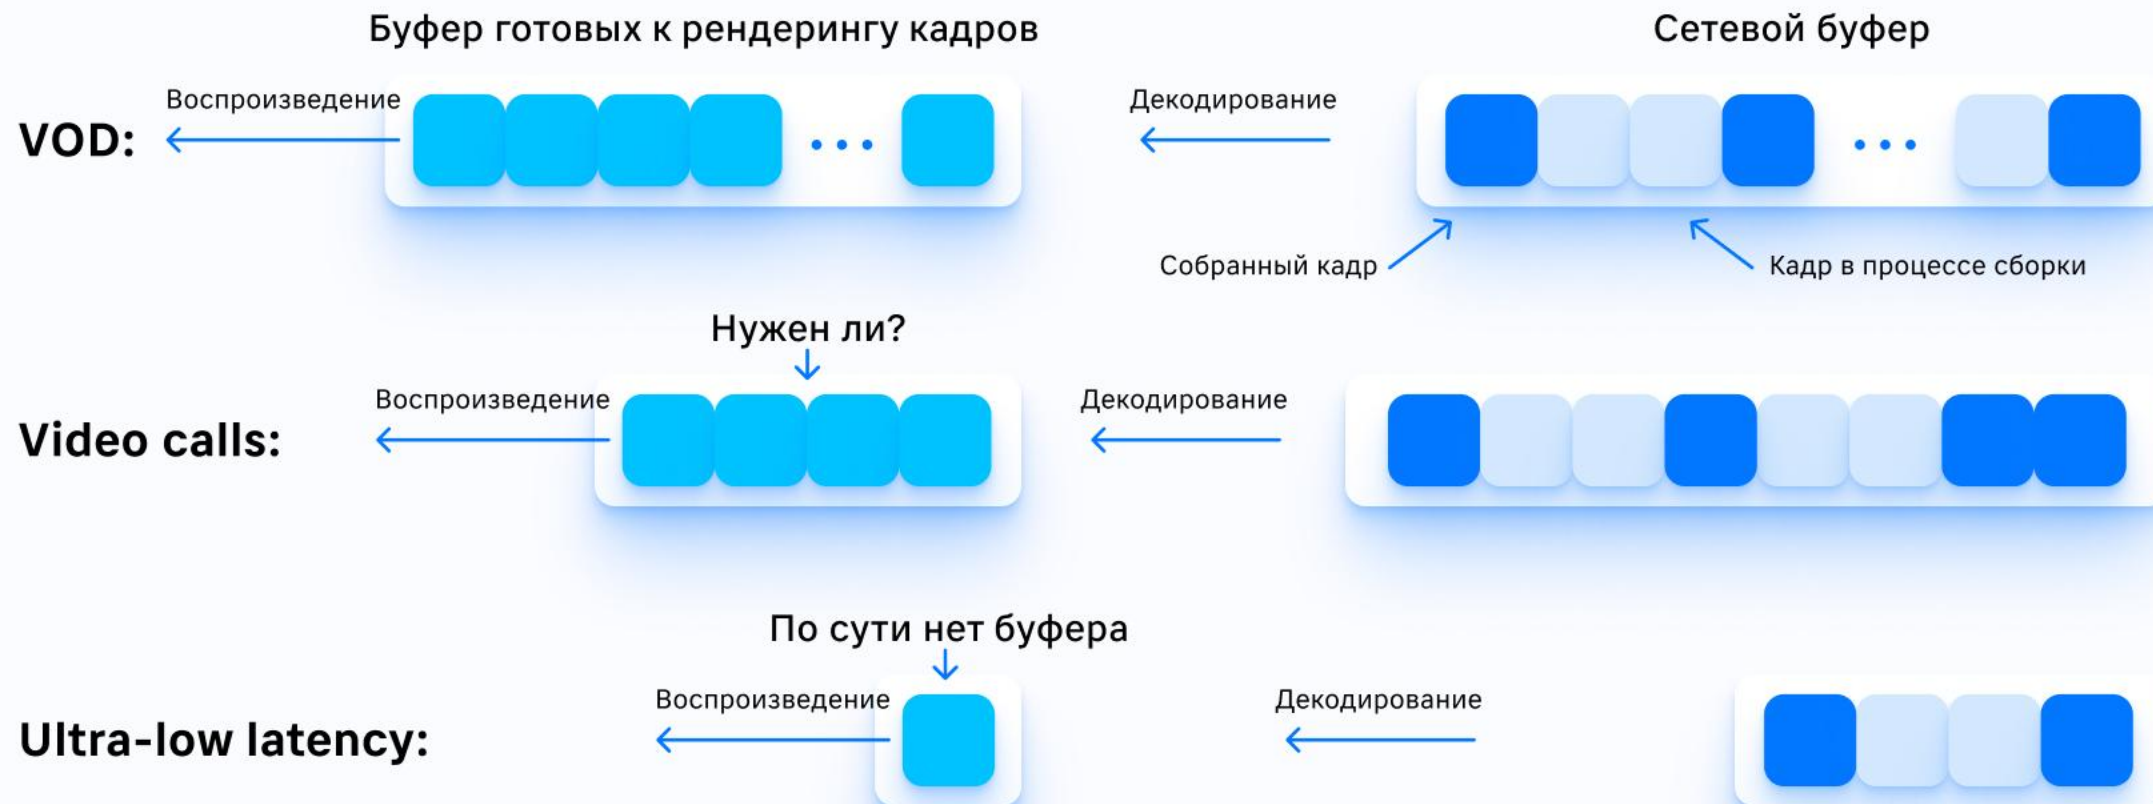 Буфер готовых к рендерингу кадров
Сетевой буфер
VOD:
Воспроизведение
Декодирование
Собранный кадр
Кадр в процессе сборки
Нужен ли?
Video calls:
Воспроизведение
Декодирование
По сути нет буфера
Ultra-low latency:
Воспроизведение
Декодирование